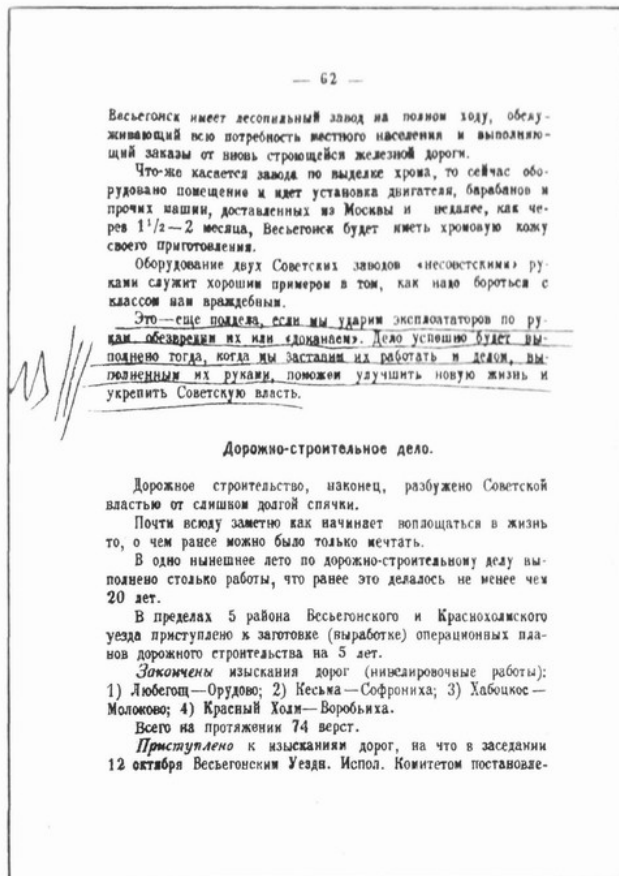 — 62 —
Весьегонск имеет лесопильный завод на полном ходу, обслу-
живающий всю потребность местного населения и выполняю-
щий заказы от вновь строющейся железной дороги.
Что-же касается завода по выделке хрома, то сейчас обо-
рудовано помещение и идет установка двигателя, барабанов и
прочих машин, доставленных из Москвы и недалее, как че-
рез 1¹/₂—2 месяца, Весьегонск будет иметь хромовую кожу
своего приготовления.
Оборудование двух Советских заводов «несоветскими» ру-
ками служит хорошим примером в том, как надо бороться с
классом нам враждебным.
Это—еще полдела, если мы ударим эксплоататоров по ру-
кам, обезвредим их или «доканаем». Дело успешно будет вы-
полнено тогда, когда мы заставим их работать и делом, вы-
полненным их руками, поможем улучшить новую жизнь и
укрепить Советскую власть.
Дорожно-строительное дело.
Дорожное строительство, наконец, разбужено Советской
властью от слишком долгой спячки.
Почти всюду заметно как начинает воплощаться в жизнь
то, о чем ранее можно было только мечтать.
В одно нынешнее лето по дорожно-строительному делу вы-
полнено столько работы, что ранее это делалось не менее чем
20 лет.
В пределах 5 района Весьегонского и Краснохолмского
уезда приступлено к заготовке (выработке) операционных пла-
нов дорожного строительства на 5 лет.
Закончены изыскания дорог (нивелировочные работы):
1) Любегощ—Орудово; 2) Кесьма—Софрониха; 3) Хабоцкое—
Молоково; 4) Красный Холм—Воробьиха.
Всего на протяжении 74 верст.
Приступлено к изысканиям дорог, на что в заседании
12 октября Весьегонским Уездн. Испол. Комитетом постановле-